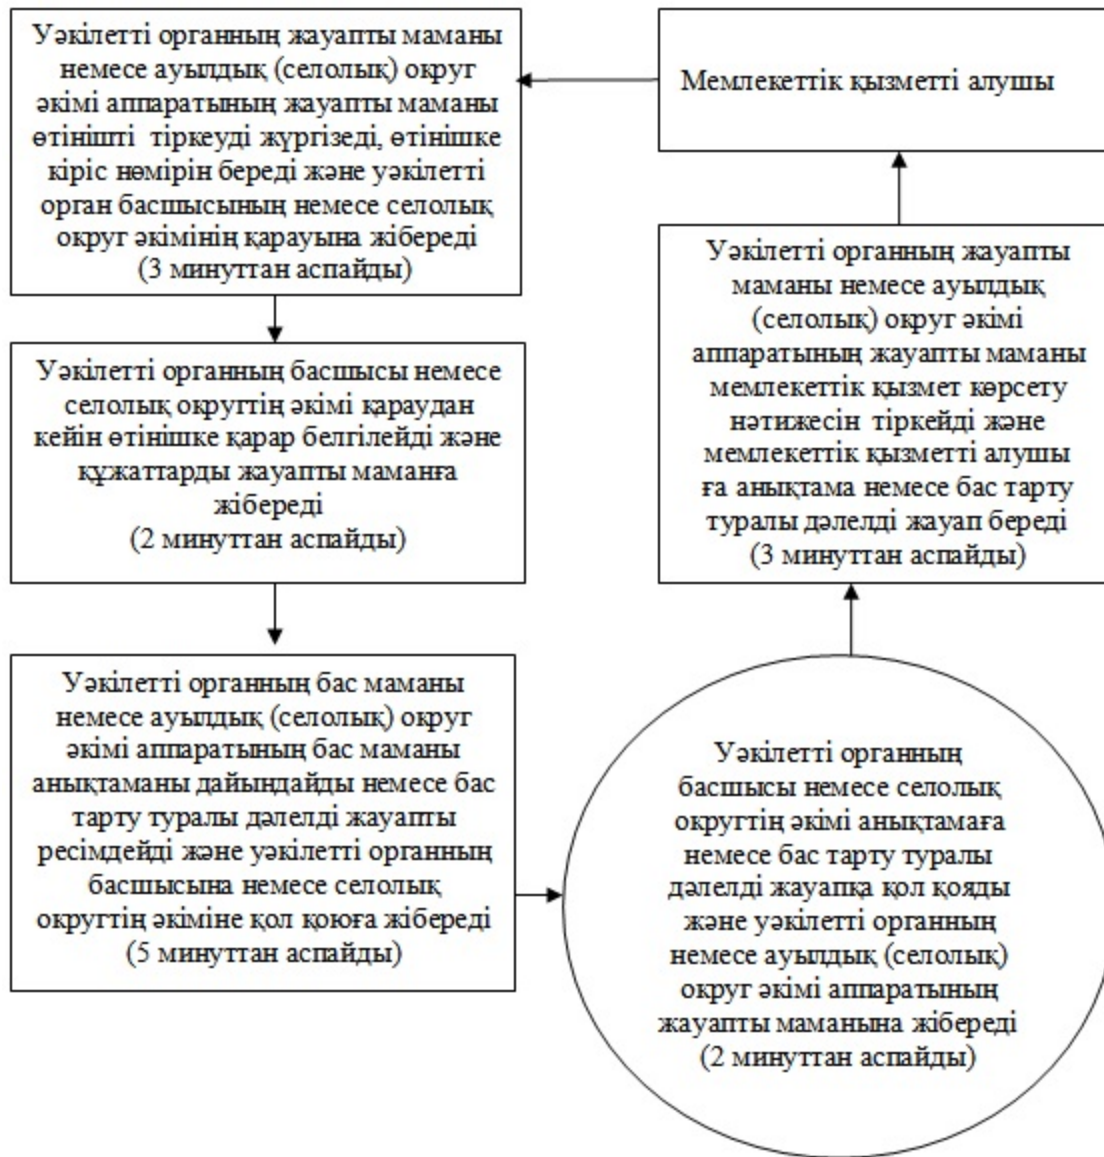 Мемлекеттік қызметті алушы
Уәкілетті органның жауапты маманы
немесе ауылдық (селолық) округ
әкімі аппаратының жауапты маманы
өтінішті тіркеуді жүргізеді, өтінішке
кіріс нөмірін береді және уәкілетті
орган басшысының немесе селолық
округ әкімінің қарауына жібереді
(3 минуттан аспайды)
Уәкілетті органның басшысы немесе
селолық округтің әкімі қараудан
кейін өтінішке қарар белгілейді және
құжаттарды жауапты маманға
жібереді
(2 минуттан аспайды)
Уәкілетті органның бас маманы
немесе ауылдық (селолық) округ
әкімі аппаратының бас маманы
анықтаманы дайындайды немесе бас
тарту туралы дәлелді жауапты
ресімдейді және уәкілетті органның
басшысына немесе селолық
округтің әкіміне қол қоюға жібереді
(5 минуттан аспайды)
Уәкілетті органның
басшысы немесе селолық
округтің әкімі анықтамаға
немесе бас тарту туралы
дәлелді жауапқа қол қояды
және уәкілетті органның
немесе ауылдық (селолық)
округ әкімі аппаратының
жауапты маманына жібереді
(2 минуттан аспайды)
Уәкілетті органның жауапты
маманы немесе ауылдық
(селолық) округ әкімі
аппаратының жауапты маманы
мемлекеттік қызмет көрсету
нәтижесін тіркейді және
мемлекеттік қызметті алушы
ға анықтама немесе бас тарту
туралы дәлелді жауап береді
(3 минуттан аспайды)